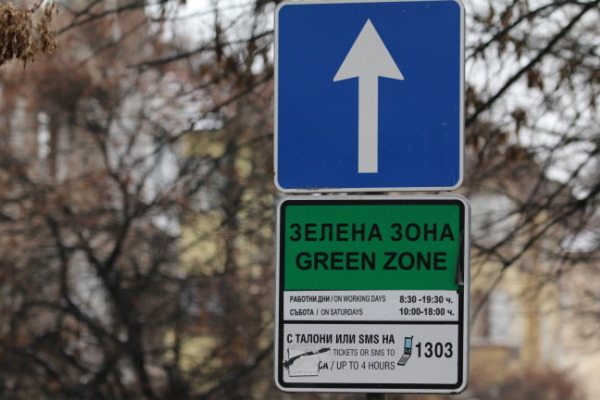 ЗЕЛЕНА ЗОНА
GREEN ZONE
РАБОТНИ ДНИ / ON WORKING DAYS 8:30 -19:30 ч.
СЪБОТА / ON SATURDAYS 10:00-18:00 ч.
С ТАЛОНИ ИЛИ SMS НА 1303
TICKETS OR SMS TO
СА / UP TO 4 HOURS